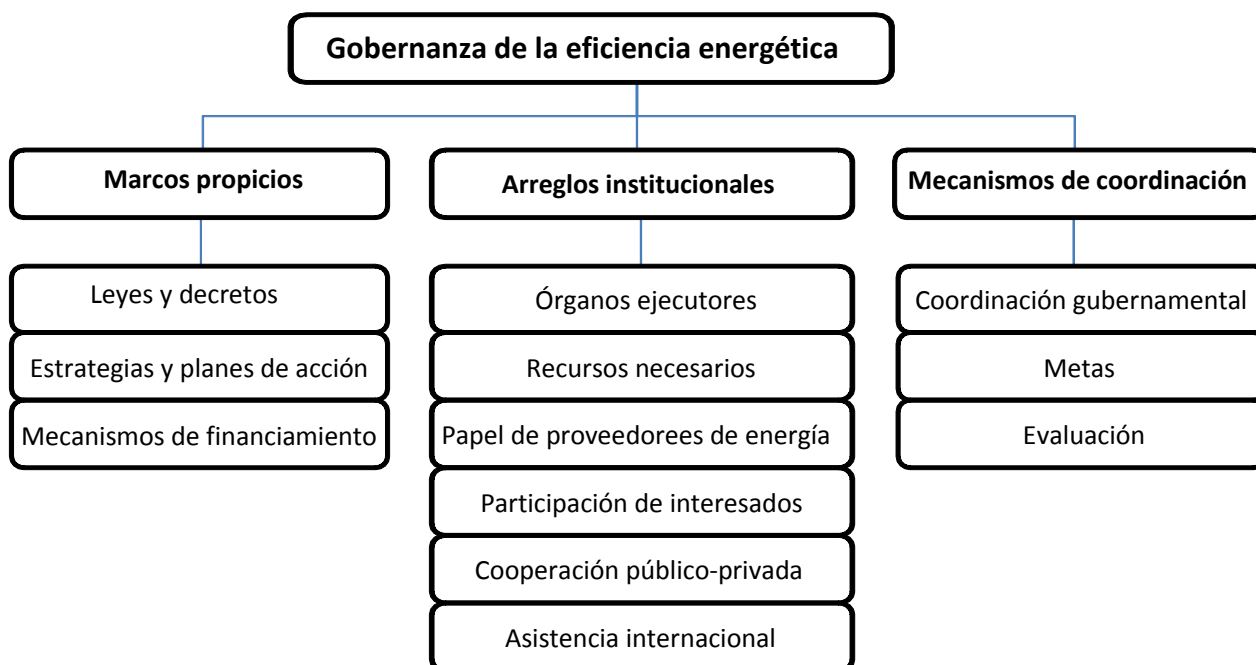 Gobernanza de la eficiencia energética
Marcos propicios
Leyes y decretos
Estrategias y planes de acción
Mecanismos de financiamiento
Arreglos institucionales
Órganos ejecutores
Recursos necesarios
Papel de proveedorees de energía
Participación de interesados
Cooperación público-privada
Asistencia internacional
Mecanismos de coordinación
Coordinación gubernamental
Metas
Evaluación